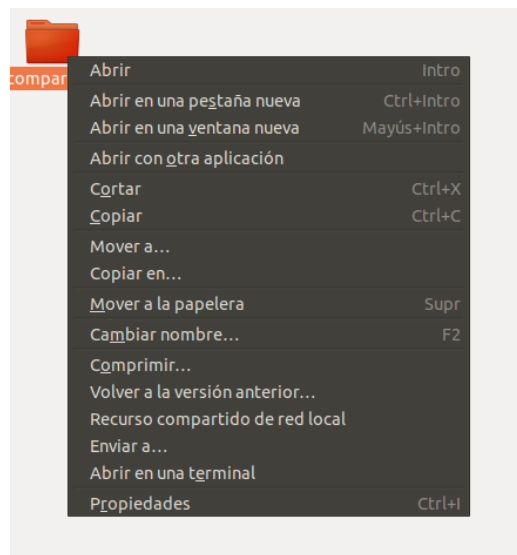 compar
Abrir Intro
Abrir en una pestaña nueva Ctrl+Intro
Abrir en una ventana nueva Mayús+Intro
Abrir con otra aplicación
Cortar Ctrl+X
Copiar Ctrl+C
Mover a...
Copiar en...
Mover a la papelera Supr
Cambiar nombre... F2
Comprimir...
Volver a la versión anterior...
Recurso compartido de red local
Enviar a...
Abrir en una terminal
Propiedades Ctrl+I